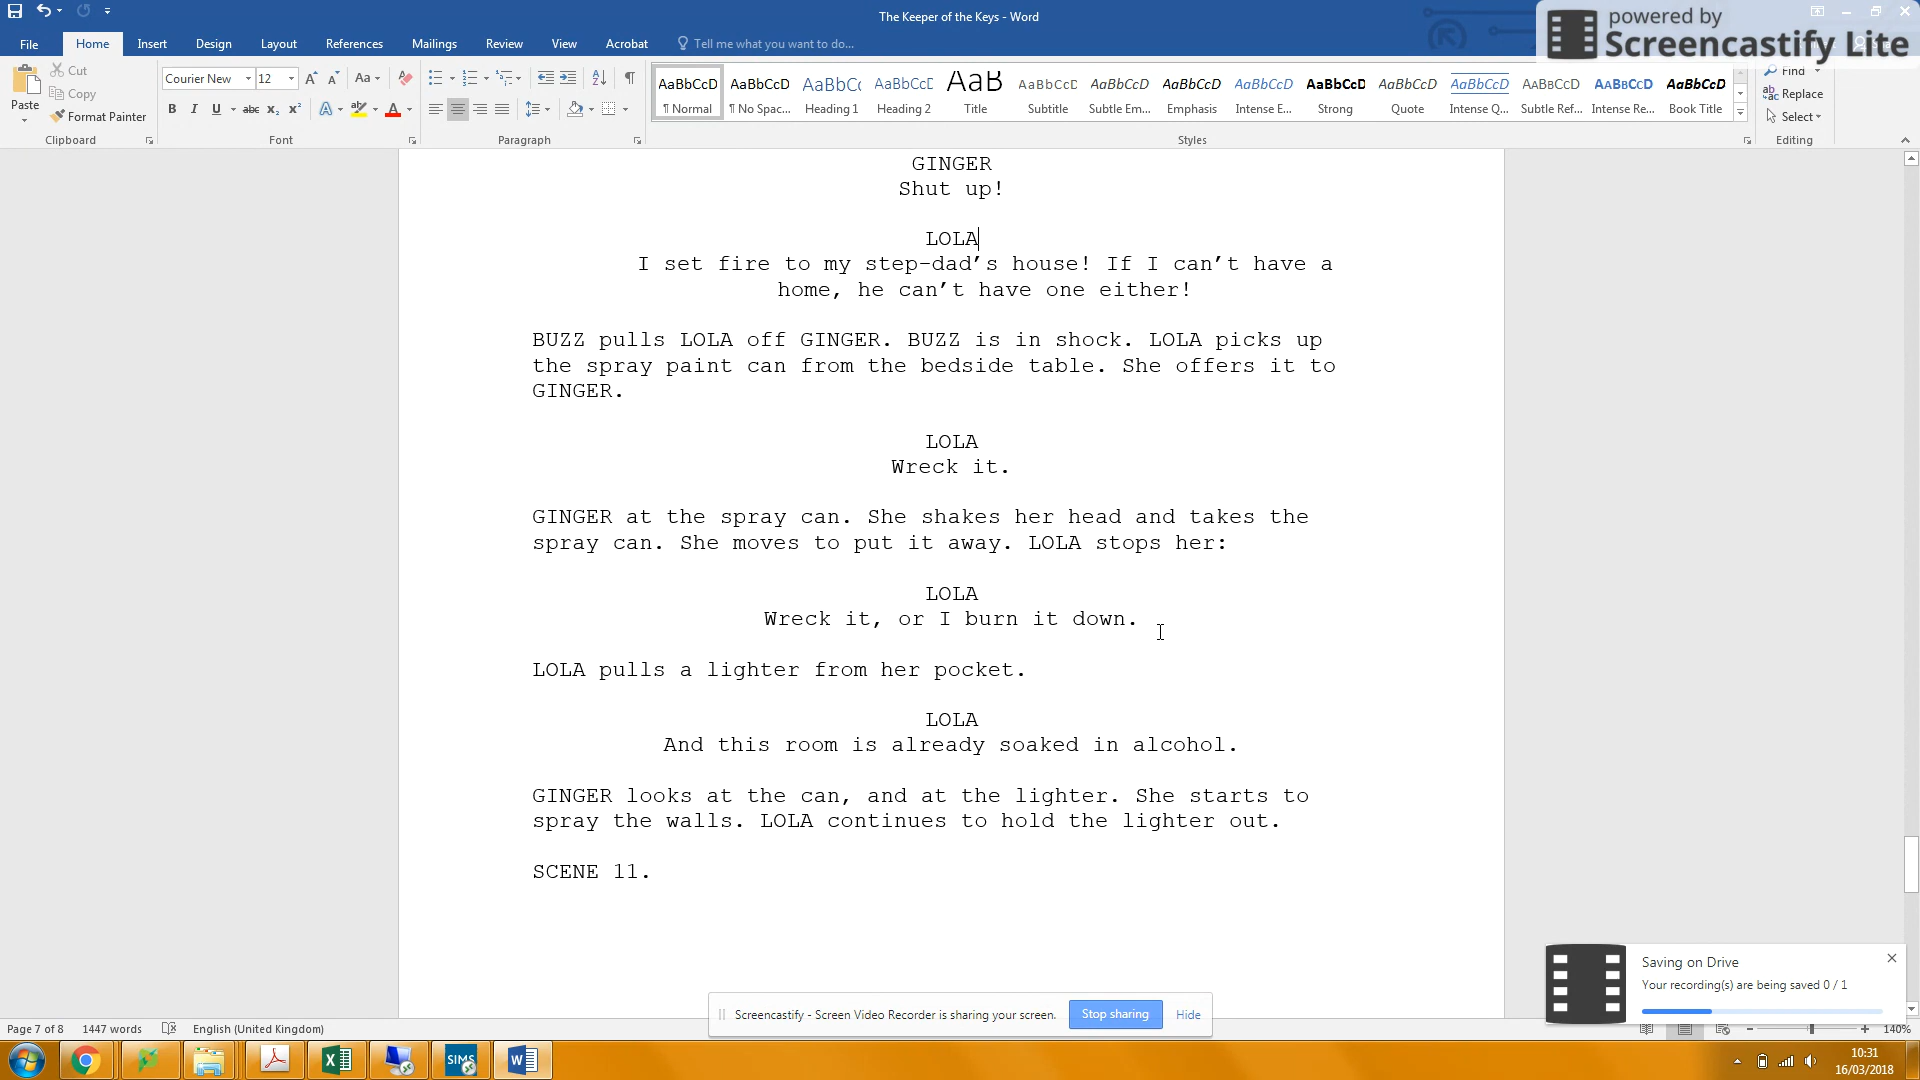 The Keeper of the Keys - Word
powered by
Screencastify Lite
File Home Insert Design Layout References Mailings Review View Acrobat Tell me what you want to do...
Paste
Cut
Copy
Format Painter
Clipboard
Courier New 12
Font
Paragraph
AaBbCcD AaBbCcD AaBbC AaBbCcD AaB AaBbCcD AaBbCcD AaBbCcD AaBbCcD AaBbCcD AaBbCcD AaBbCcD AaBbCcD AaBbCcD AaBbCcD
¶ Normal ¶ No Spac... Heading 1 Heading 2 Title Subtitle Subtle Em... Emphasis Intense E... Strong Quote Intense Q... Subtle Ref... Intense Re... Book Title
Styles
Find
Replace
Select
Editing
GINGER
Shut up!
LOLA
I set fire to my step-dad’s house! If I can’t have a
home, he can’t have one either!
BUZZ pulls LOLA off GINGER. BUZZ is in shock. LOLA picks up
the spray paint can from the bedside table. She offers it to
GINGER.
LOLA
Wreck it.
GINGER at the spray can. She shakes her head and takes the
spray can. She moves to put it away. LOLA stops her:
LOLA
Wreck it, or I burn it down.
LOLA pulls a lighter from her pocket.
LOLA
And this room is already soaked in alcohol.
GINGER looks at the can, and at the lighter. She starts to
spray the walls. LOLA continues to hold the lighter out.
SCENE 11.
Saving on Drive
Your recording(s) are being saved 0 / 1
Screencastify - Screen Video Recorder is sharing your screen. Stop sharing Hide
Page 7 of 8 1447 words English (United Kingdom) 140%
SIMS
10:31
16/03/2018